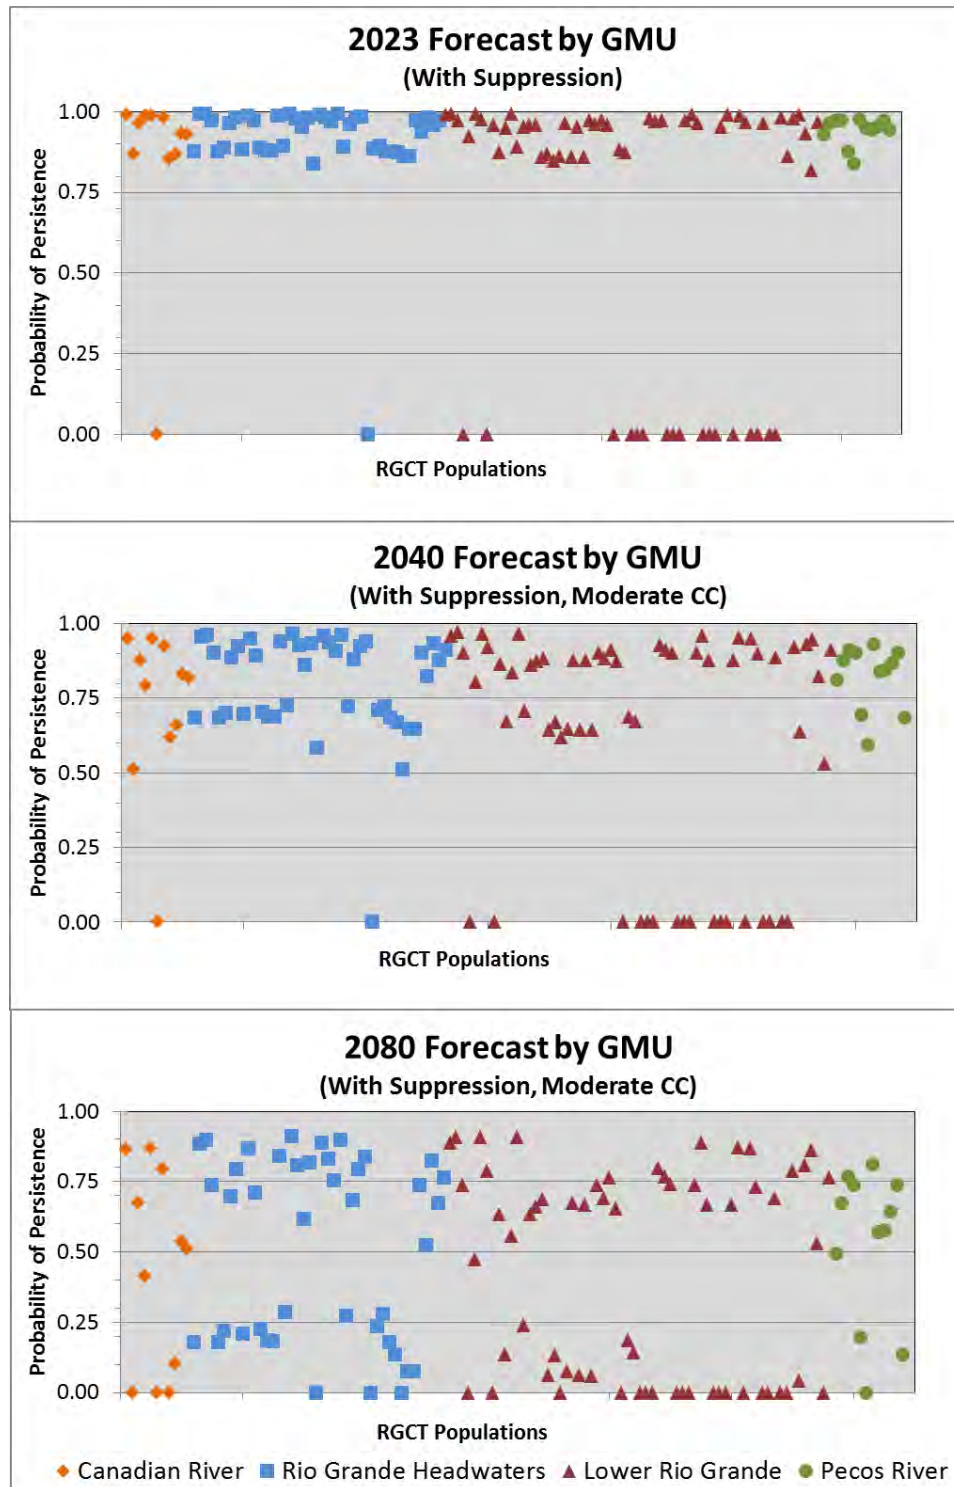 2023 Forecast by GMU
(With Suppression)
Probability of Persistence
1.00
0.75
0.50
0.25
0.00
RGCT Populations
2040 Forecast by GMU
(With Suppression, Moderate CC)
Probability of Persistence
1.00
0.75
0.50
0.25
0.00
RGCT Populations
2080 Forecast by GMU
(With Suppression, Moderate CC)
Probability of Persistence
1.00
0.75
0.50
0.25
0.00
RGCT Populations
Canadian River Rio Grande Headwaters Lower Rio Grande Pecos River